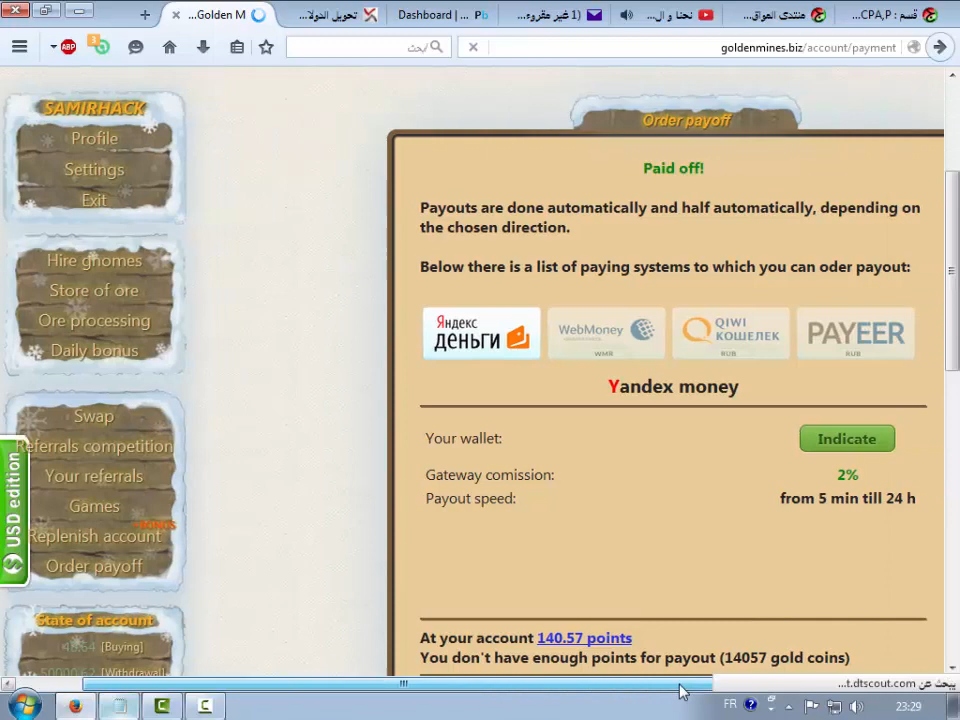 ...Golden M
تحويل الدولا...
Dashboard | ...
1) غير مقروء...
نحنا و ال...
منتدى العراق...
قسم : CPA,P...
ABP
3
بحث
goldenmines.biz/account/payment
SAMIRHACK
Profile
Settings
Exit
Hire gnomes
Store of ore
Ore processing
Daily bonus
Swap
Referrals competition
Your referrals
Games
+BONUS
Replenish account
Order payoff
USD edition
State of account
[Buying]
[Withdrawal]
Order payoff
Paid off!
Payouts are done automatically and half automatically, depending on
the chosen direction.
Below there is a list of paying systems to which you can oder payout:
Яндекс деньги
WebMoney
WMR
QIWI КОШЕЛЕК
RUB
PAYEER
RUB
Yandex money
Your wallet:
Indicate
Gateway comission:
2%
Payout speed:
from 5 min till 24 h
At your account 140.57 points
You don't have enough points for payout (14057 gold coins)
يبحث عن t.dtscout.com...
FR
23:29